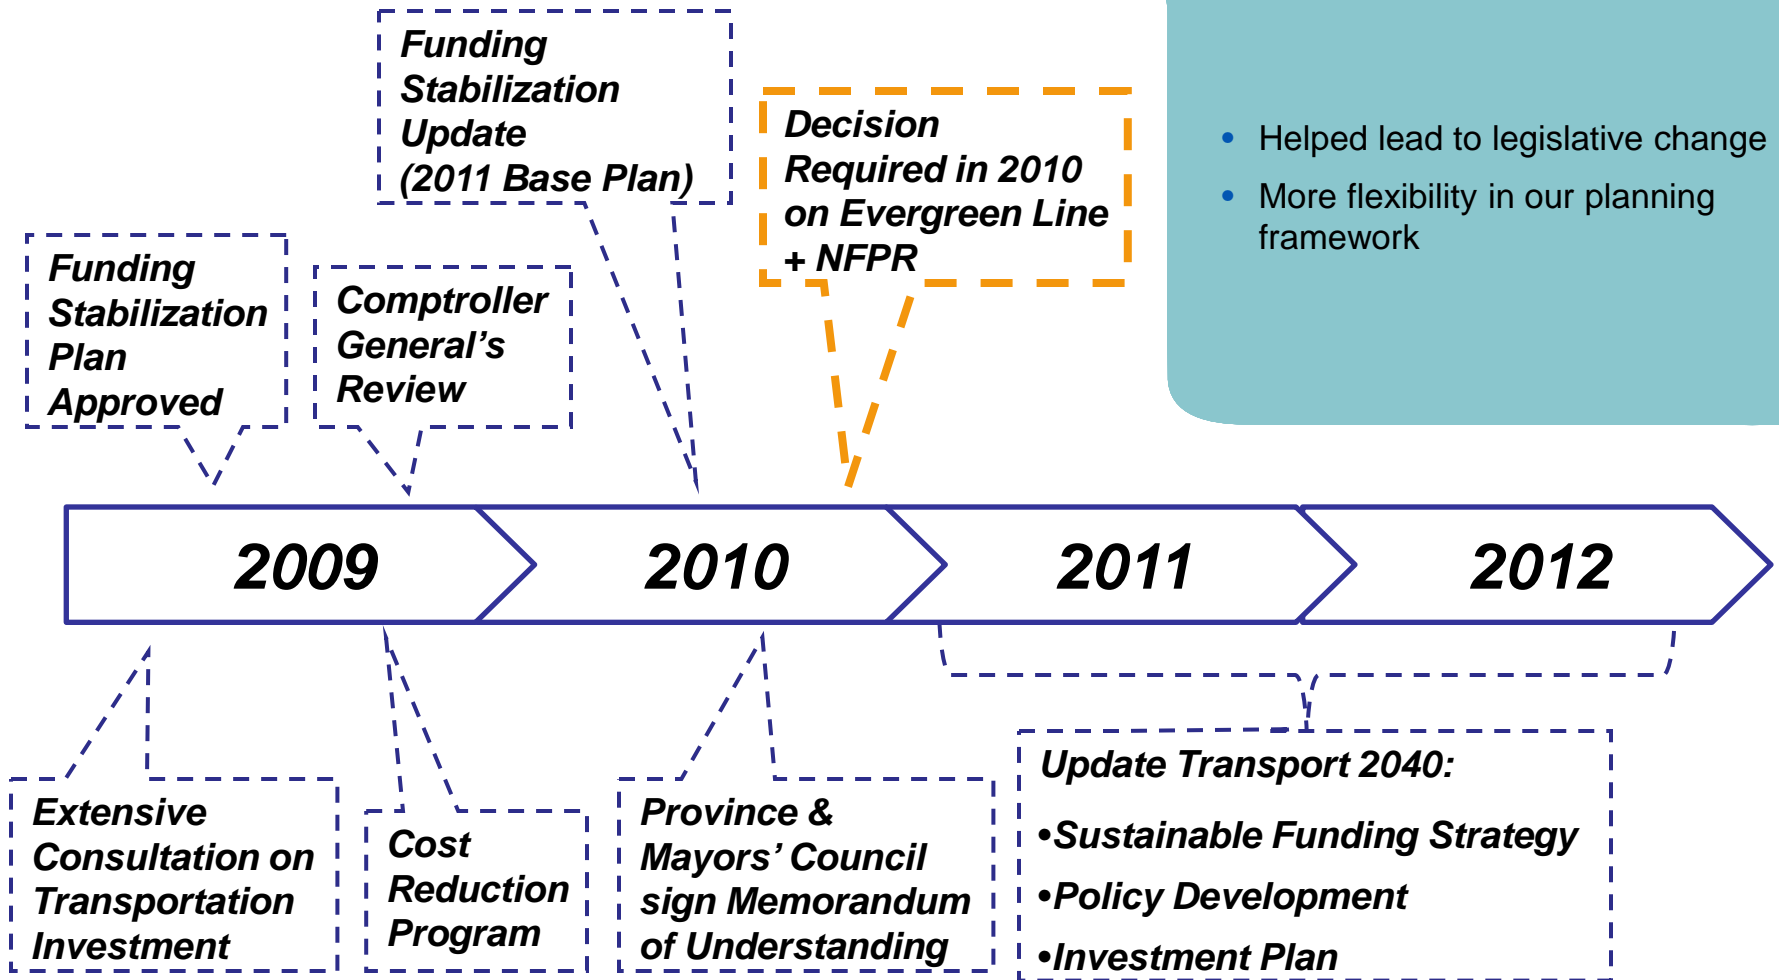 Funding
Stabilization
Update
(2011 Base Plan)
Decision
Required in 2010
on Evergreen Line
+ NFPR
• Helped lead to legislative change
• More flexibility in our planning
framework
Funding
Stabilization
Plan
Approved
Comptroller
General’s
Review
2009
2010
2011
2012
Extensive
Consultation on
Transportation
Investment
Cost
Reduction
Program
Province &
Mayors’ Council
sign Memorandum
of Understanding
Update Transport 2040:
•Sustainable Funding Strategy
•Policy Development
•Investment Plan